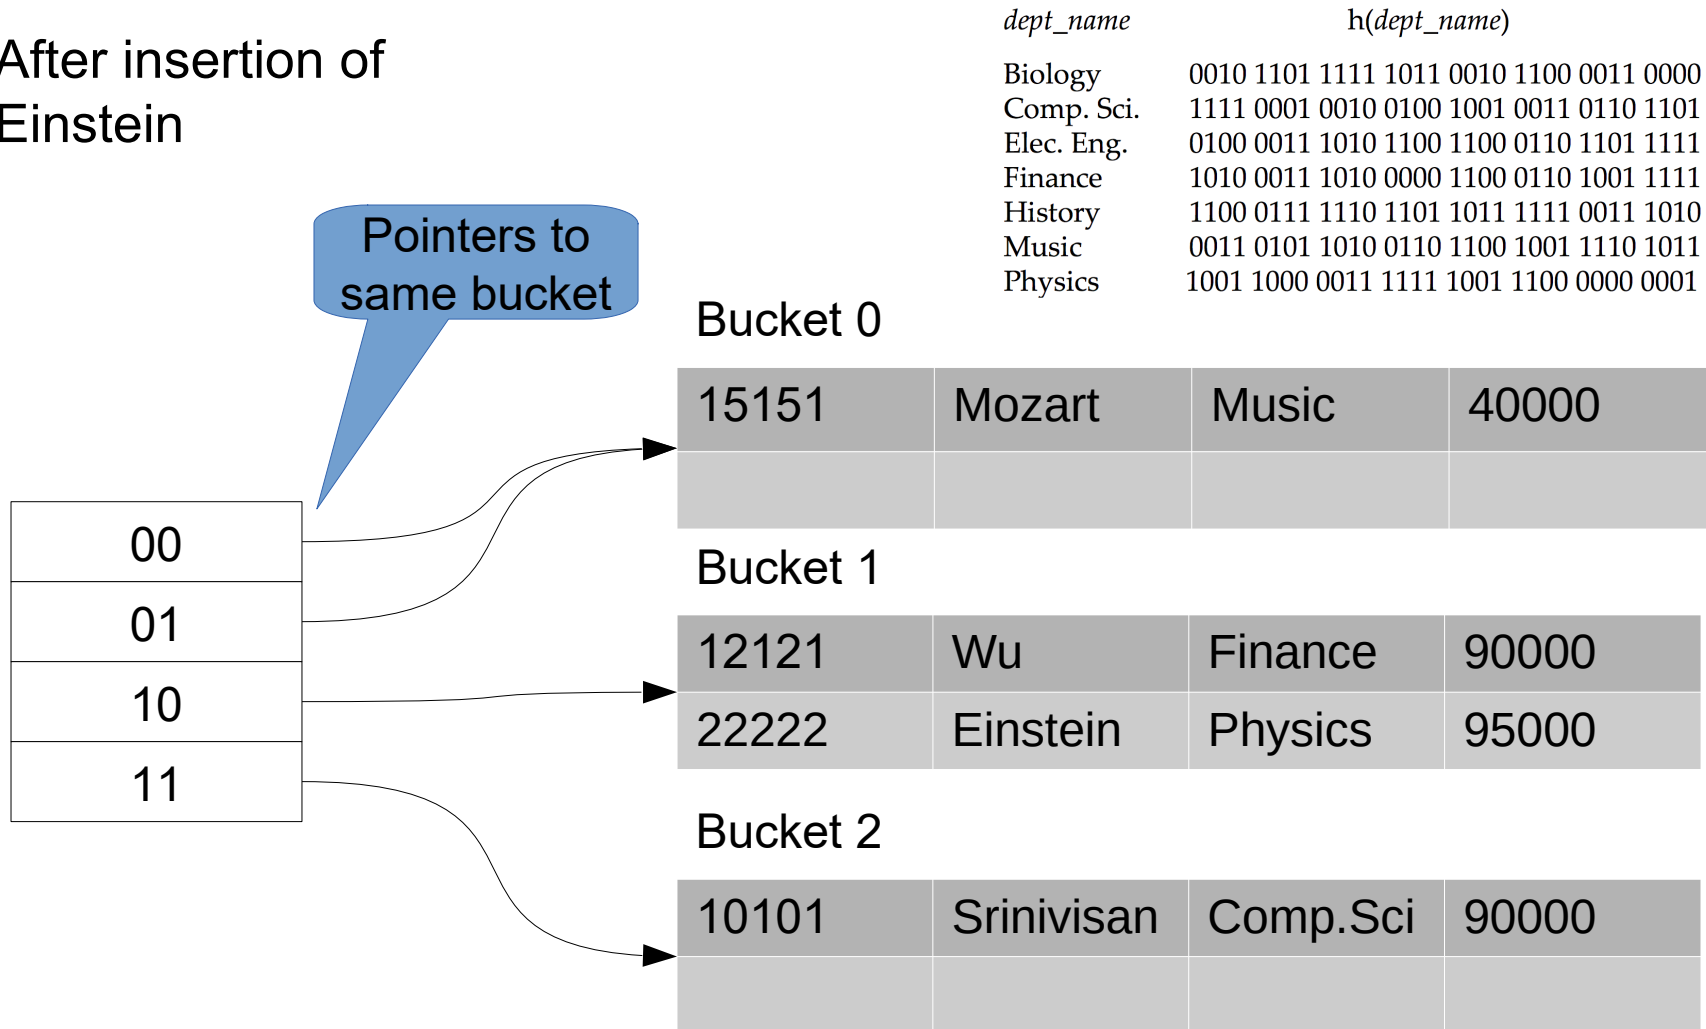 After insertion of
Einstein
dept_name h(dept_name)
Biology 0010 1101 1111 1011 0010 1100 0011 0000
Comp. Sci. 1111 0001 0010 0100 1001 0011 0110 1101
Elec. Eng. 0100 0011 1010 1100 1100 0110 1101 1111
Finance 1010 0011 1010 0000 1100 0110 1001 1111
History 1100 0111 1110 1101 1011 1111 0011 1010
Music 0011 0101 1010 0110 1100 1001 1110 1011
Physics 1001 1000 0011 1111 1001 1100 0000 0001
Pointers to
same bucket
00
01
10
11
Bucket 0
15151 Mozart Music 40000
Bucket 1
12121 Wu Finance 90000
22222 Einstein Physics 95000
Bucket 2
10101 Srinivisan Comp.Sci 90000